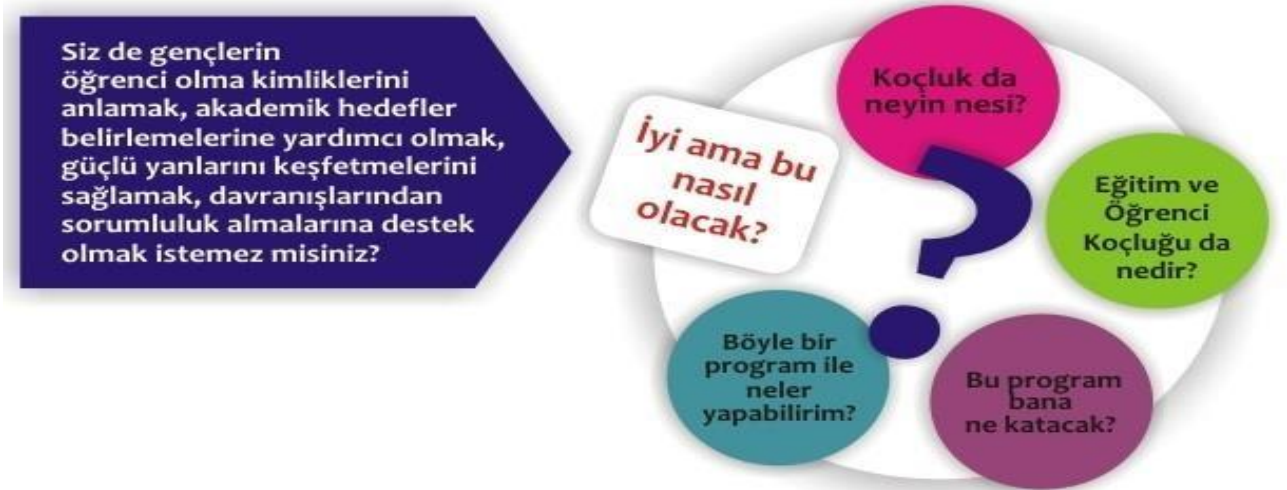 Siz de gençlerin
öğrenci olma kimliklerini
anlamak, akademik hedefler
belirlemelerine yardımcı olmak,
güçlü yanlarını keşfetmelerini
sağlamak, davranışlarından
sorumluluk almalarına destek
olmak istemez misiniz?
İyi ama bu
nasıl
olacak?
Koçluk da
neyin nesi?
Eğitim ve
Öğrenci
Koçluğu da
nedir?
Bu program
bana
ne katacak?
Böyle bir
program ile
neler
yapabilirim?
?